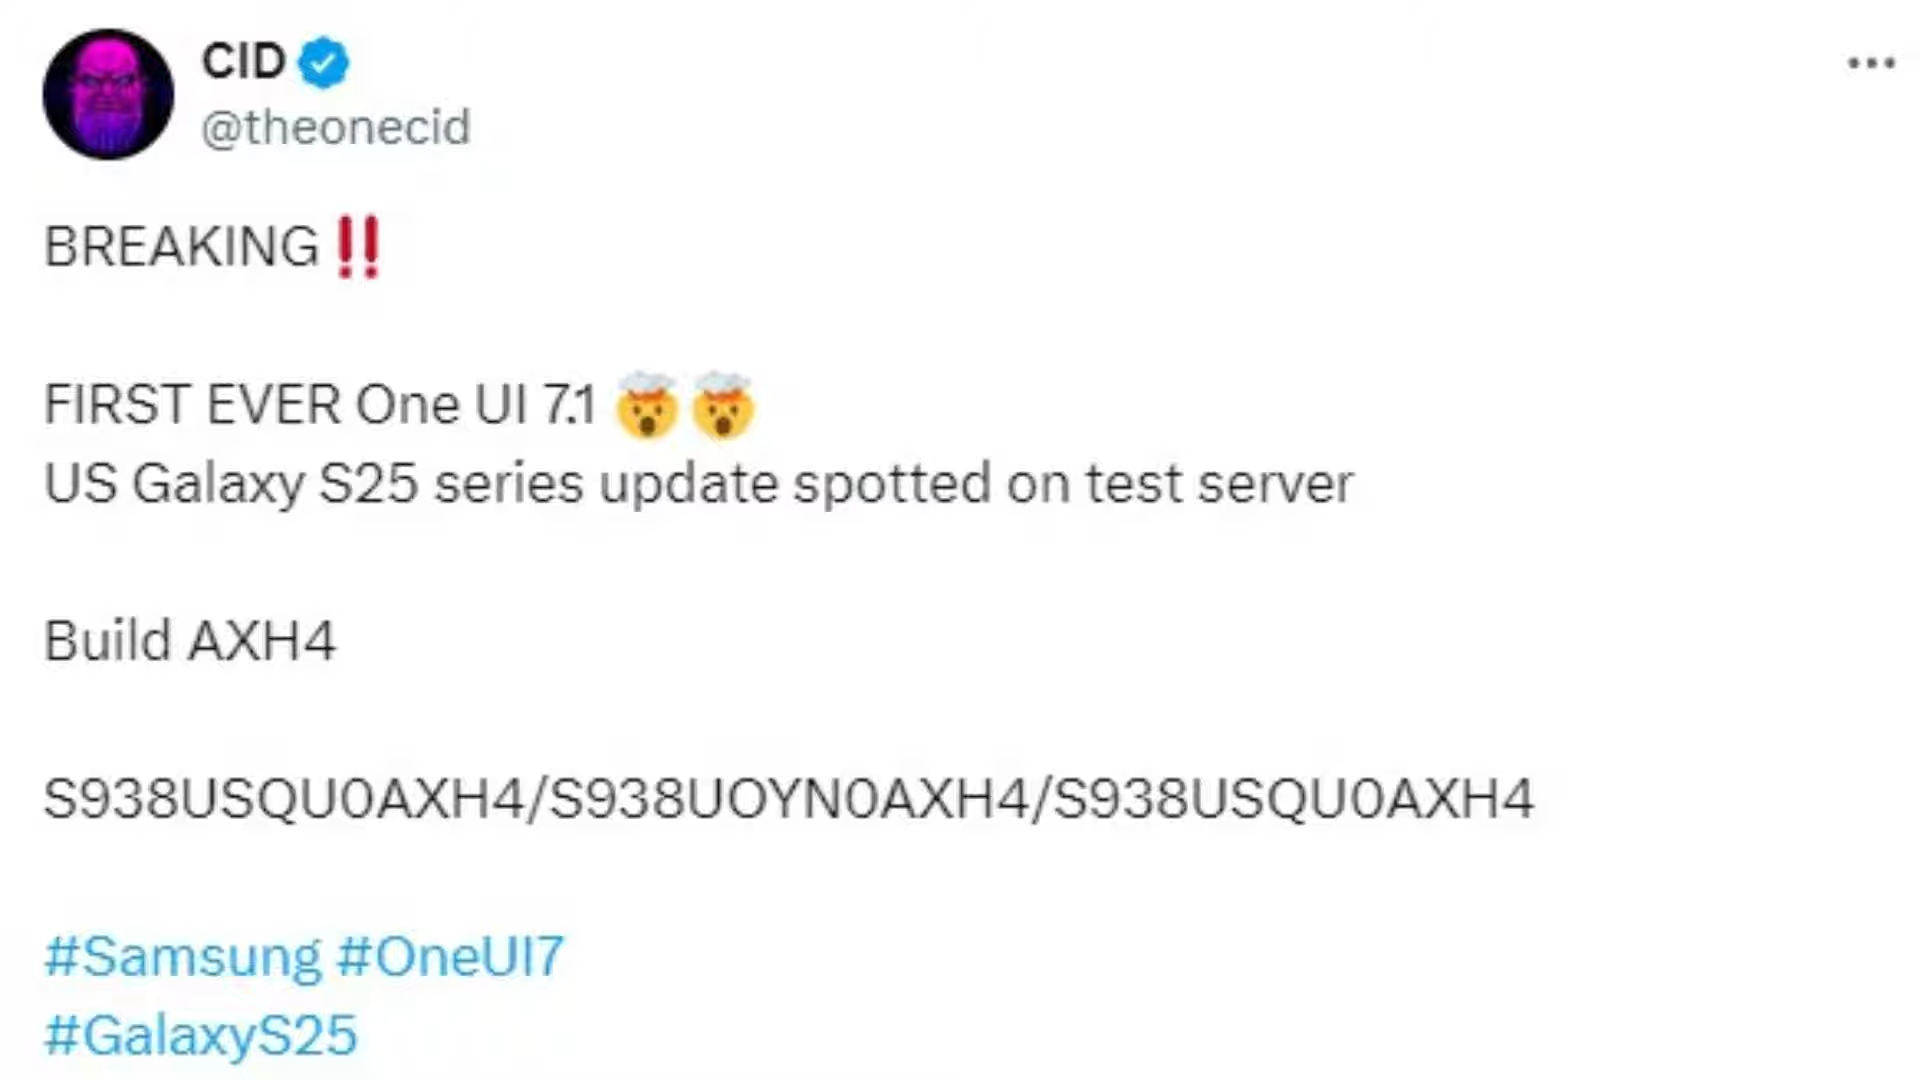 CID
@theonecid
BREAKING‼️
FIRST EVER One UI 7.1 🤯🤯
US Galaxy S25 series update spotted on test server
Build AXH4
S938USQU0AXH4/S938UOYN0AXH4/S938USQU0AXH4
#Samsung #OneUI7
#GalaxyS25